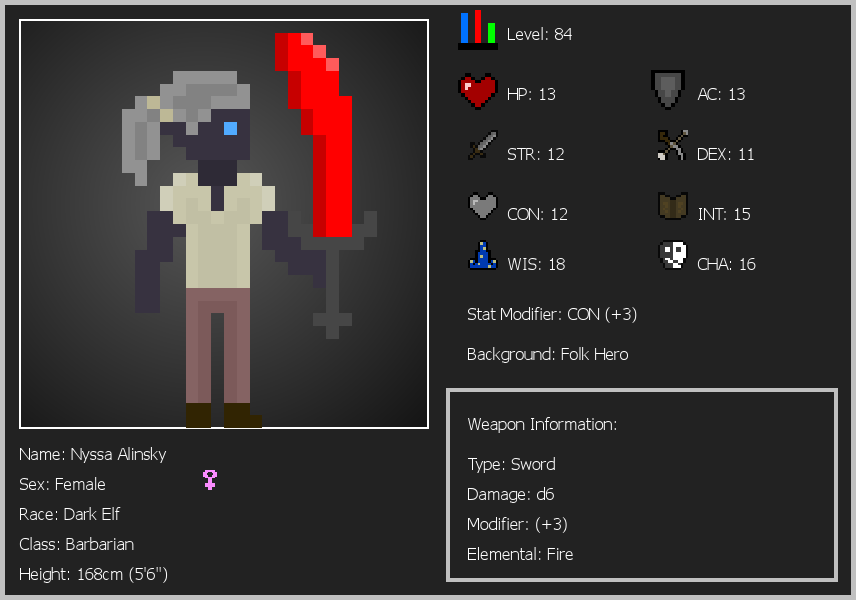 Level: 84
HP: 13
AC: 13
STR: 12
DEX: 11
CON: 12
INT: 15
WIS: 18
CHA: 16
Stat Modifier: CON (+3)
Background: Folk Hero
Weapon Information:
Type: Sword
Damage: d6
Modifier: (+3)
Elemental: Fire
Name: Nyssa Alinsky
Sex: Female
Race: Dark Elf
Class: Barbarian
Height: 168cm (5'6")